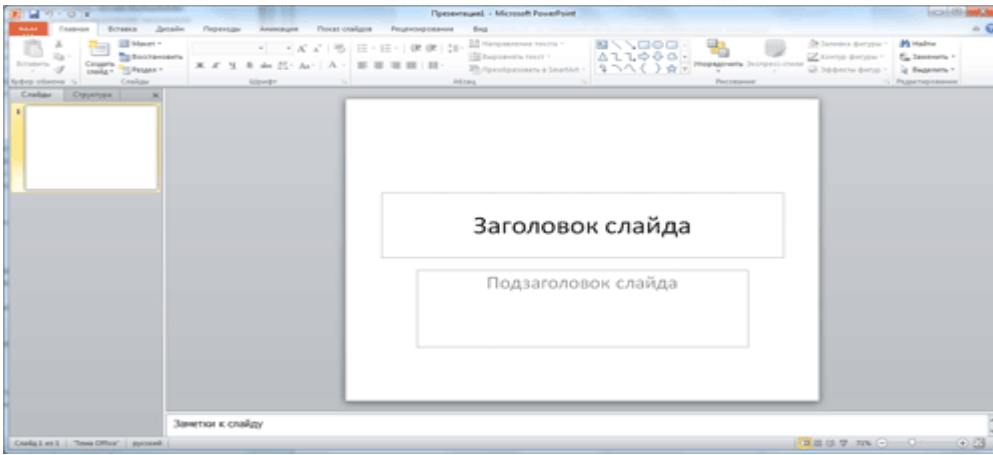 Презентация1 - Microsoft PowerPoint
Файл Главная Вставка Дизайн Переходы Анимация Показ слайдов Рецензирование Вид
Вставить
Создать слайд
Макет
Восстановить
Раздел
Направление текста
Выровнять текст
Преобразовать в SmartArt
Упорядочить Экспресс-стили
Заливка фигуры
Контур фигуры
Эффекты фигур
Найти
Заменить
Выделить
Буфер обмена Слайды Шрифт Абзац Рисование Редактирование
Слайды Структура
1
Заголовок слайда
Подзаголовок слайда
Заметки к слайду
Слайд 1 из 1 "Тема Office" русский 72%